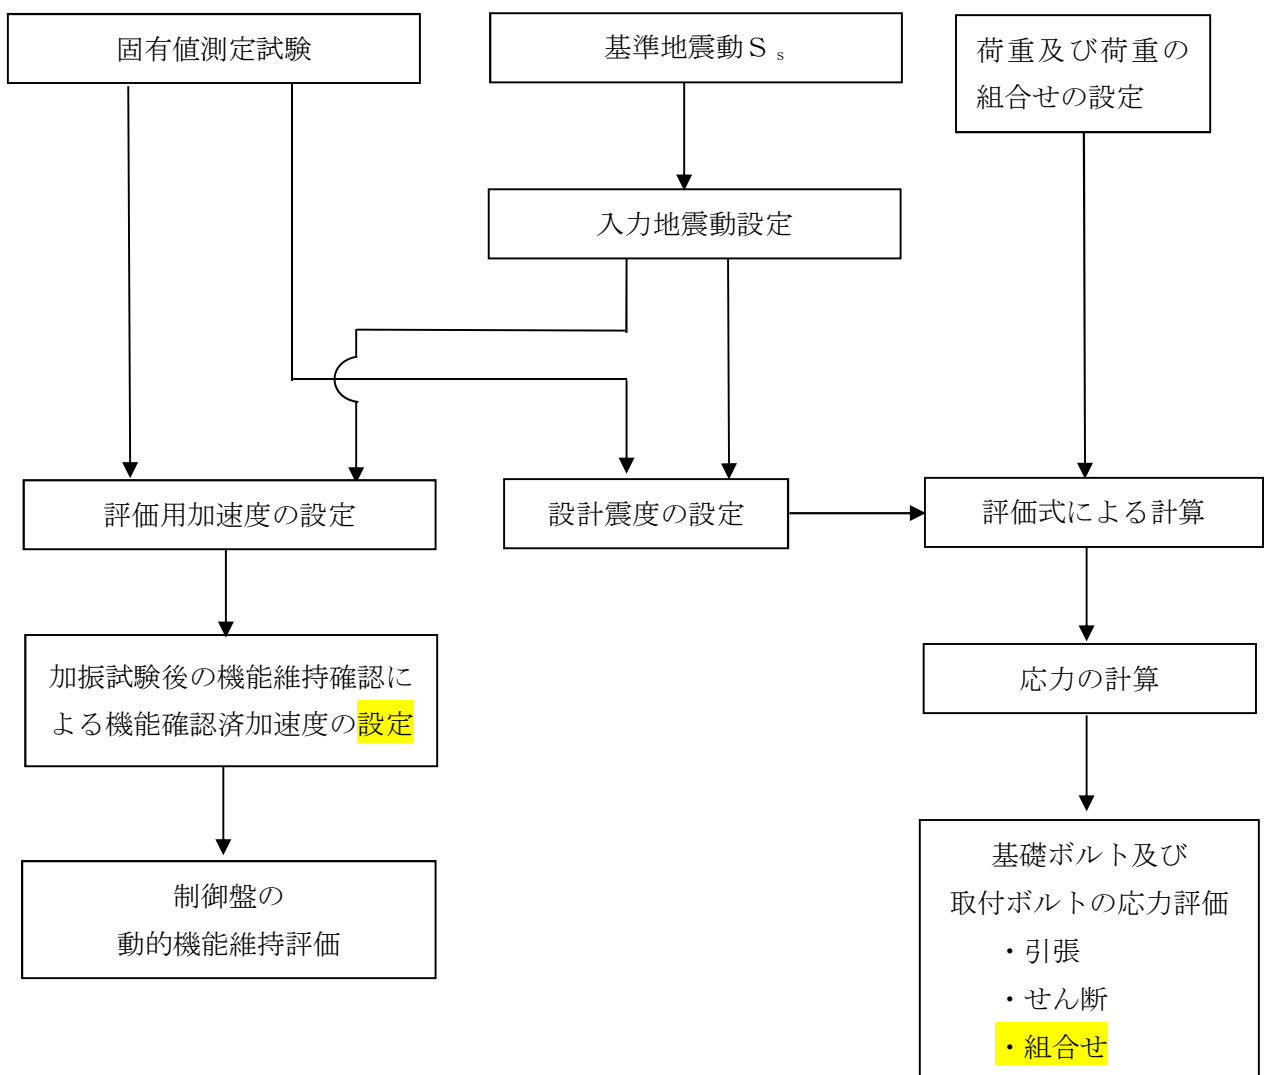 固有値測定試験
基準地震動Ｓｓ
荷重及び荷重の
組合せの設定
入力地震動設定
評価用加速度の設定
設計震度の設定
評価式による計算
加振試験後の機能維持確認に
よる機能確認済加速度の設定
応力の計算
制御盤の
動的機能維持評価
基礎ボルト及び
取付ボルトの応力評価
・引張
・せん断
・組合せ